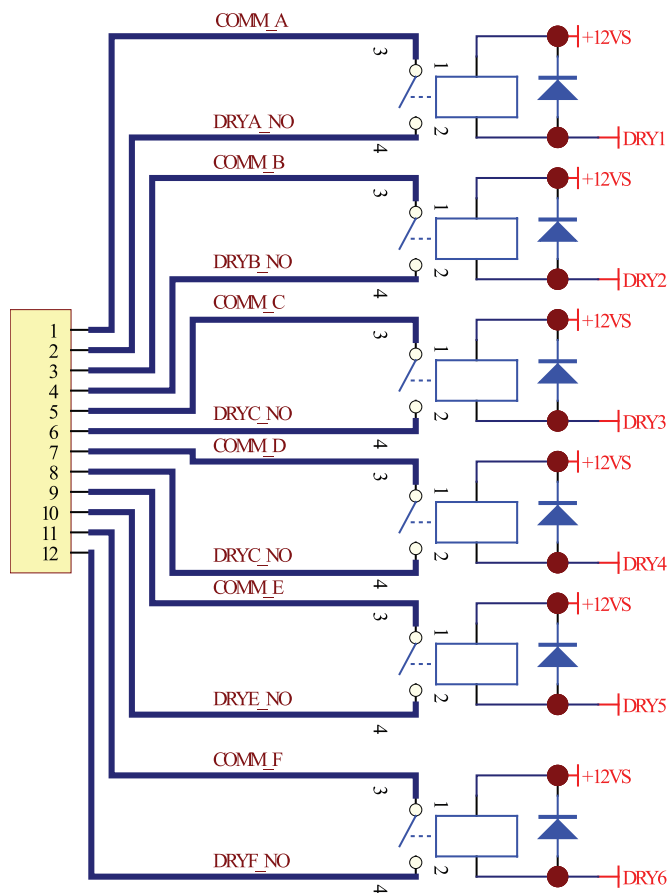 COMM_A
3
1
+12VS
DRYA_NO
4
2
DRY1
COMM_B
3
1
+12VS
DRYB_NO
4
2
DRY2
COMM_C
3
1
+12VS
DRYC_NO
4
2
DRY3
COMM_D
3
1
+12VS
DRYC_NO
4
2
DRY4
COMM_E
3
1
+12VS
DRYE_NO
4
2
DRY5
COMM_F
3
1
+12VS
DRYF_NO
4
2
DRY6
1
2
3
4
5
6
7
8
9
10
11
12